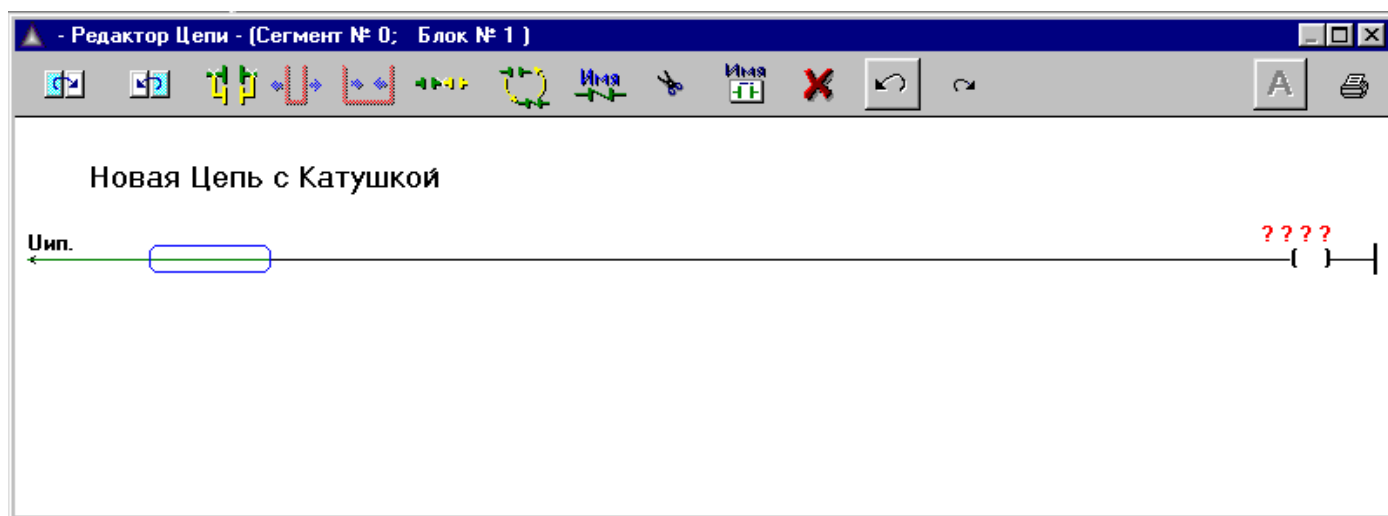 - Редактор Цепи - (Сегмент № 0; Блок № 1 )
Имя
Имя
A
Новая Цепь с Катушкой
Uип.
? ? ? ?
( )